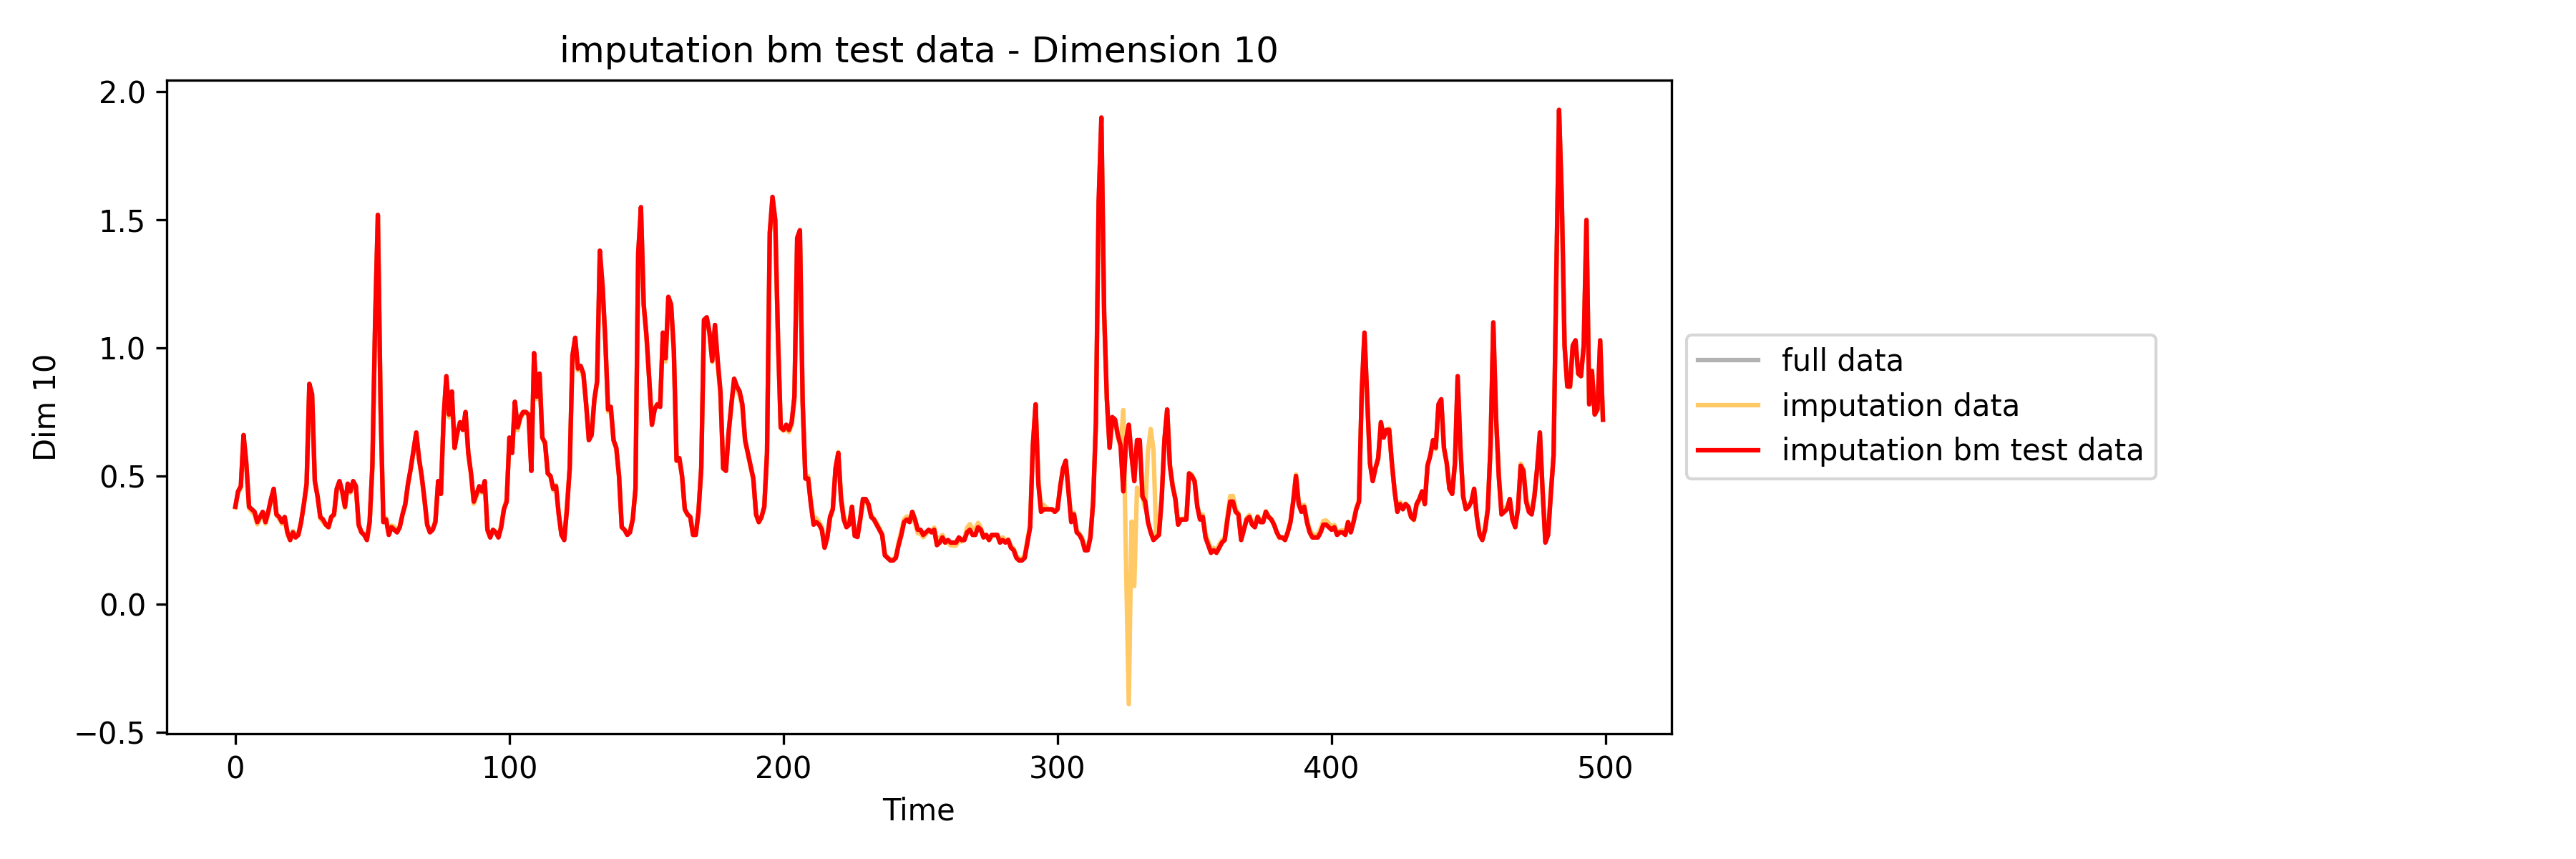 imputation bm test data - Dimension 10
2.0
1.5
1.0
0.5
0.0
−0.5
Dim 10
0 100 200 300 400 500
Time
full data
imputation data
imputation bm test data